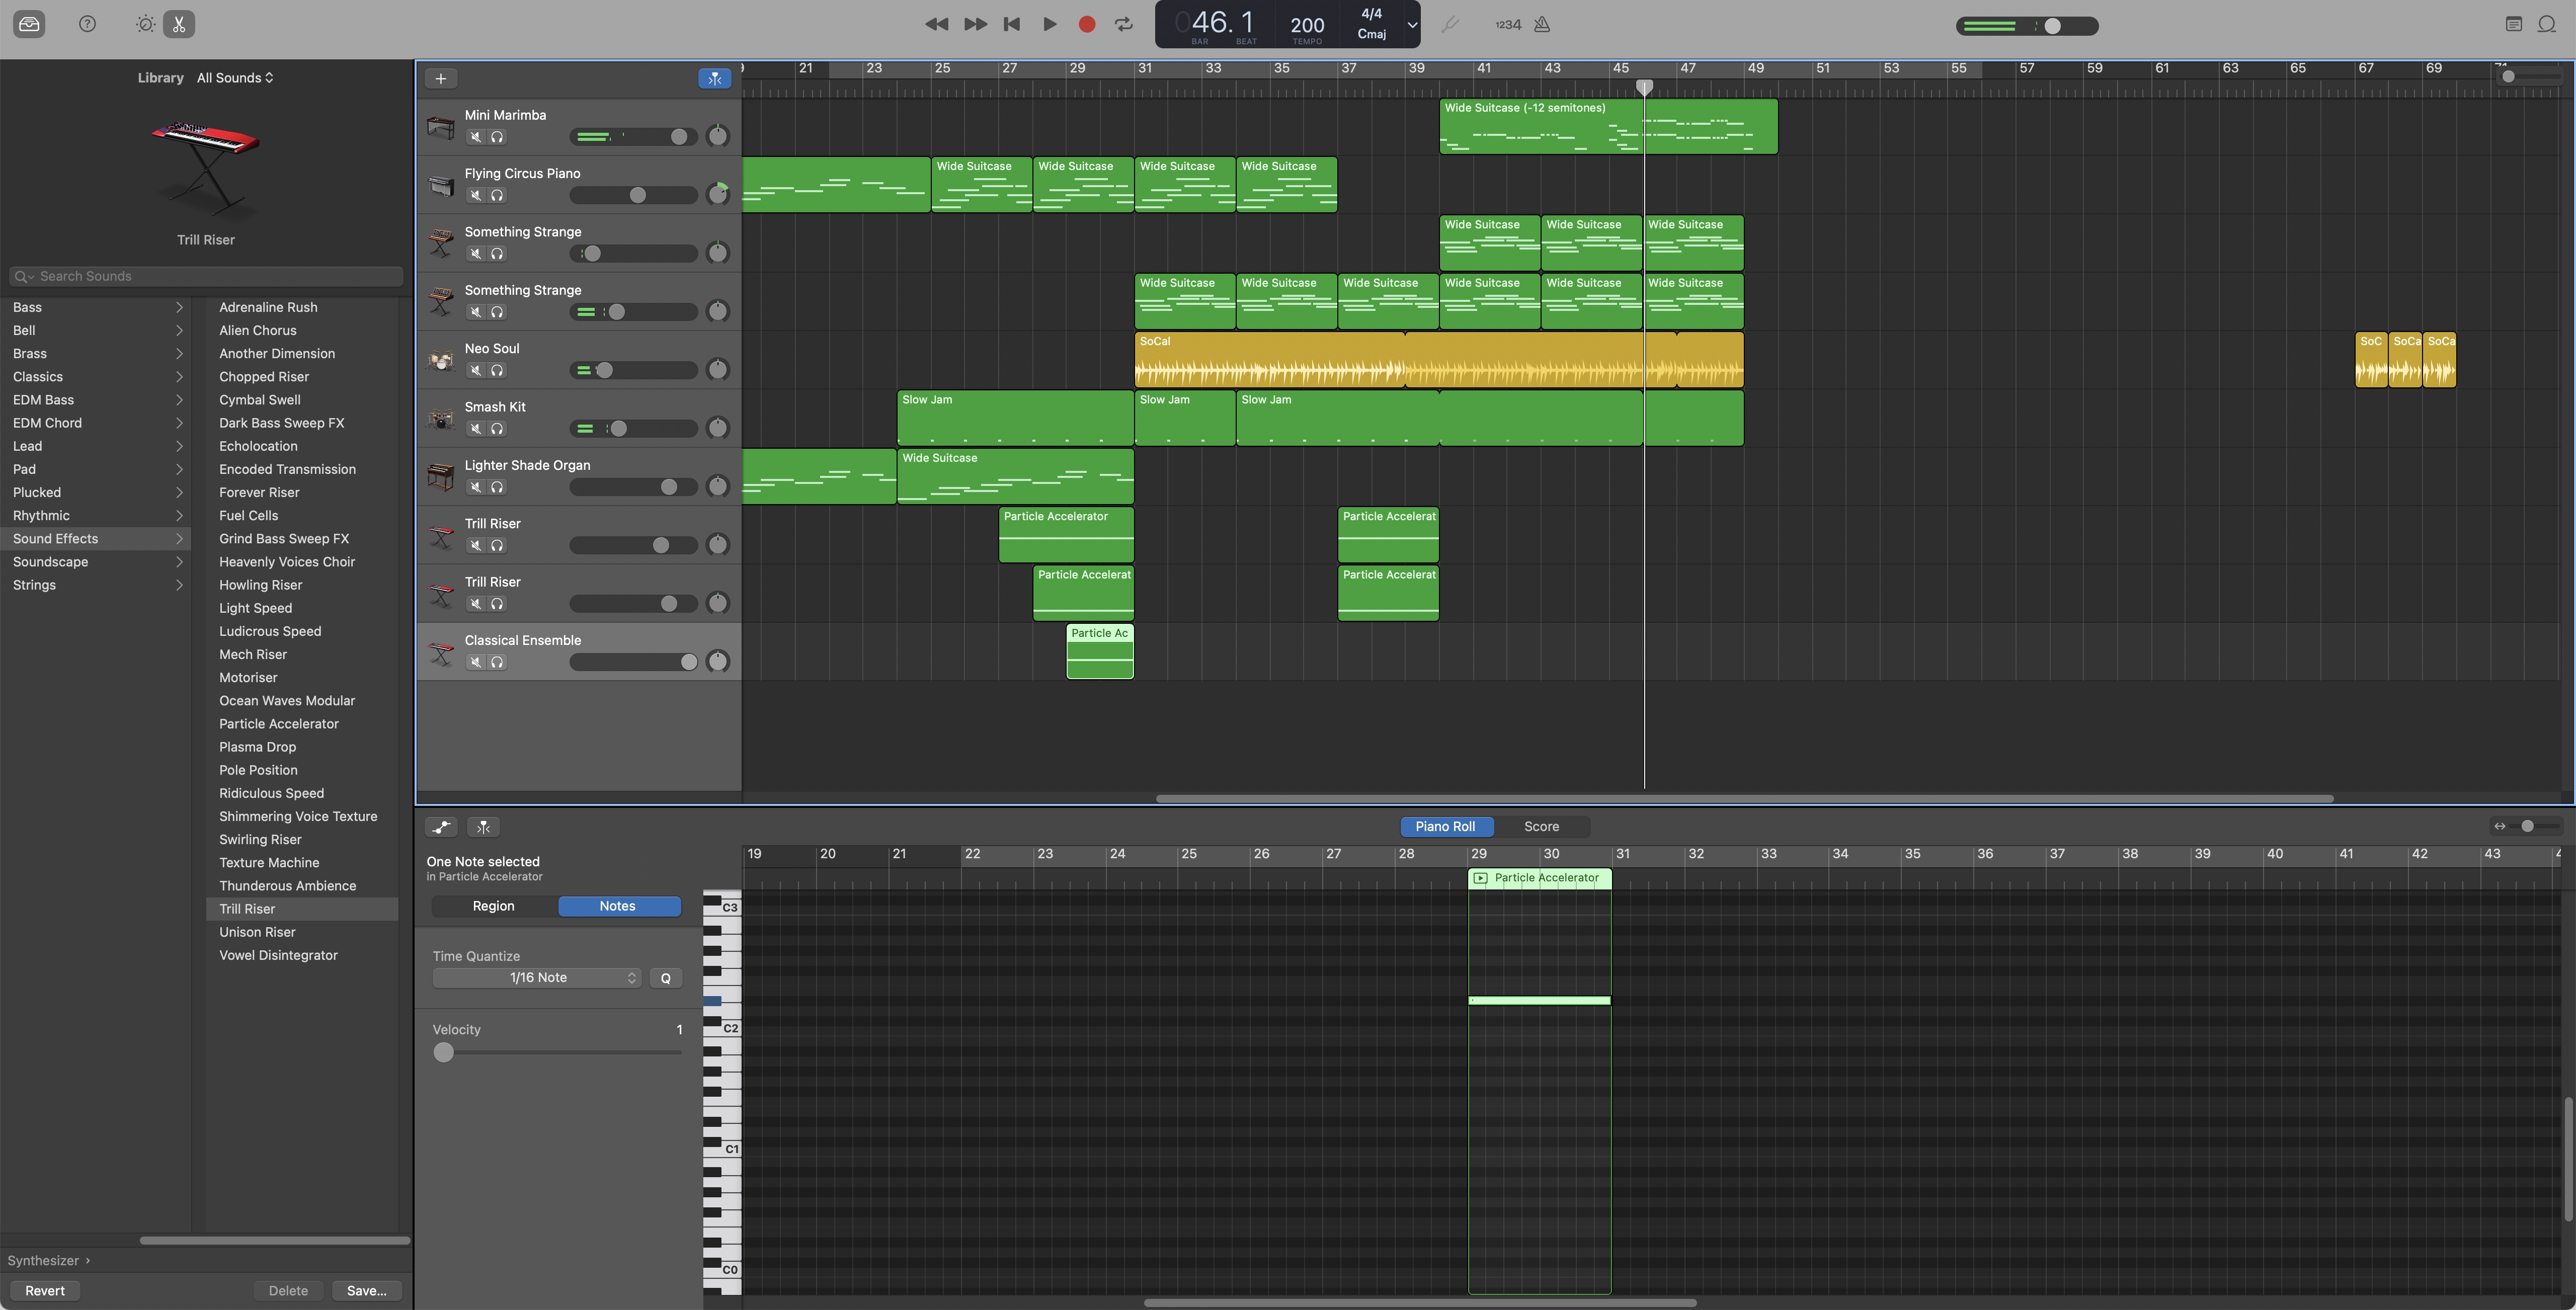 046.1
BAR BEAT
200
TEMPO
4/4
Cmaj
1234
Library All Sounds
Trill Riser
Search Sounds
Bass
Bell
Brass
Classics
EDM Bass
EDM Chord
Lead
Pad
Plucked
Rhythmic
Sound Effects
Soundscape
Strings
Adrenaline Rush
Alien Chorus
Another Dimension
Chopped Riser
Cymbal Swell
Dark Bass Sweep FX
Echolocation
Encoded Transmission
Forever Riser
Fuel Cells
Grind Bass Sweep FX
Heavenly Voices Choir
Howling Riser
Light Speed
Ludicrous Speed
Mech Riser
Motoriser
Ocean Waves Modular
Particle Accelerator
Plasma Drop
Pole Position
Ridiculous Speed
Shimmering Voice Texture
Swirling Riser
Texture Machine
Thunderous Ambience
Trill Riser
Unison Riser
Vowel Disintegrator
Synthesizer
Revert Delete Save...
21 23 25 27 29 31 33 35 37 39 41 43 45 47 49 51 53 55 57 59 61 63 65 67 69
Mini Marimba
Wide Suitcase (-12 semitones)
Flying Circus Piano
Wide Suitcase Wide Suitcase Wide Suitcase Wide Suitcase
Something Strange
Wide Suitcase Wide Suitcase Wide Suitcase
Something Strange
Wide Suitcase Wide Suitcase Wide Suitcase Wide Suitcase Wide Suitcase Wide Suitcase
Neo Soul
SoCal SoC SoCa SoCa
Smash Kit
Slow Jam Slow Jam Slow Jam
Lighter Shade Organ
Wide Suitcase
Trill Riser
Particle Accelerator Particle Accelerat
Trill Riser
Particle Accelerat Particle Accelerat
Classical Ensemble
Particle Ac
Piano Roll Score
19 20 21 22 23 24 25 26 27 28 29 30 31 32 33 34 35 36 37 38 39 40 41 42 43
One Note selected
in Particle Accelerator
Particle Accelerator
Region Notes
Time Quantize
1/16 Note Q
Velocity 1
C3
C2
C1
C0